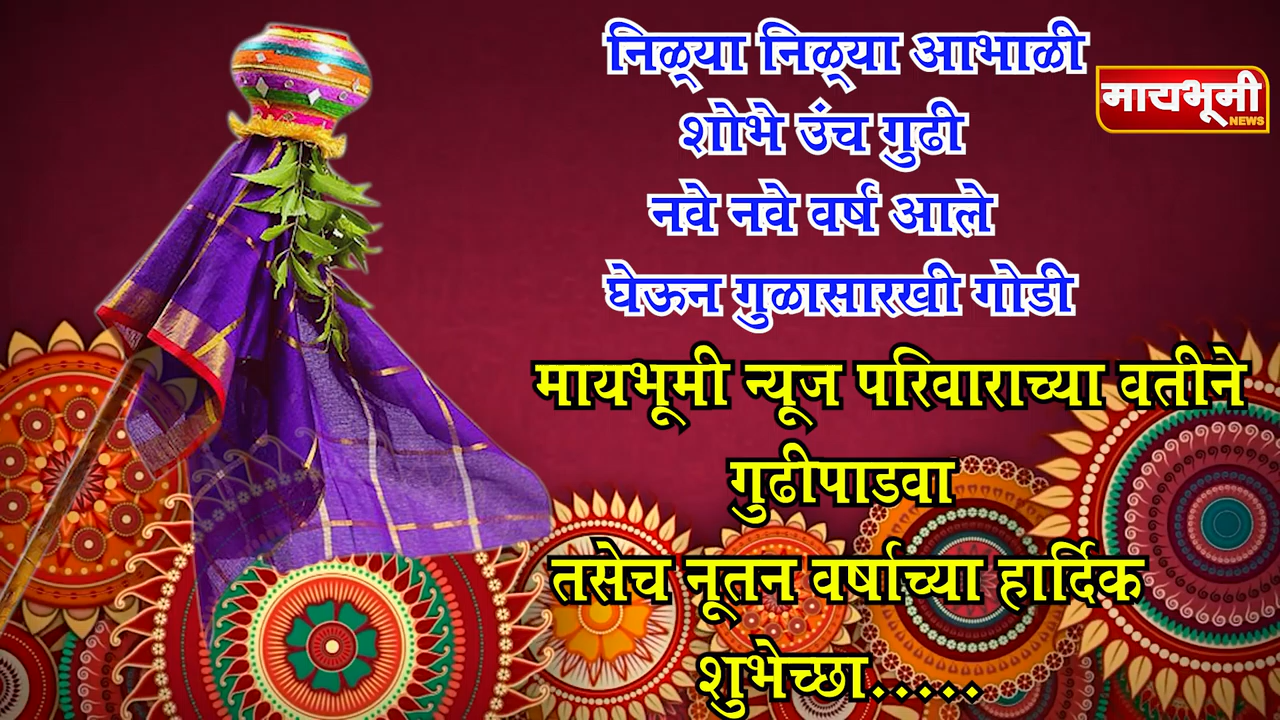 निळ्या निळ्या आभाळी
शोभे उंच गुढी
नवे नवे वर्ष आले
घेऊन गुळासारखी गोडी
मायभूमी
NEWS
मायभूमी न्यूज परिवाराच्या वतीने
गुढीपाडवा
तसेच नूतन वर्षाच्या हार्दिक
शुभेच्छा.....